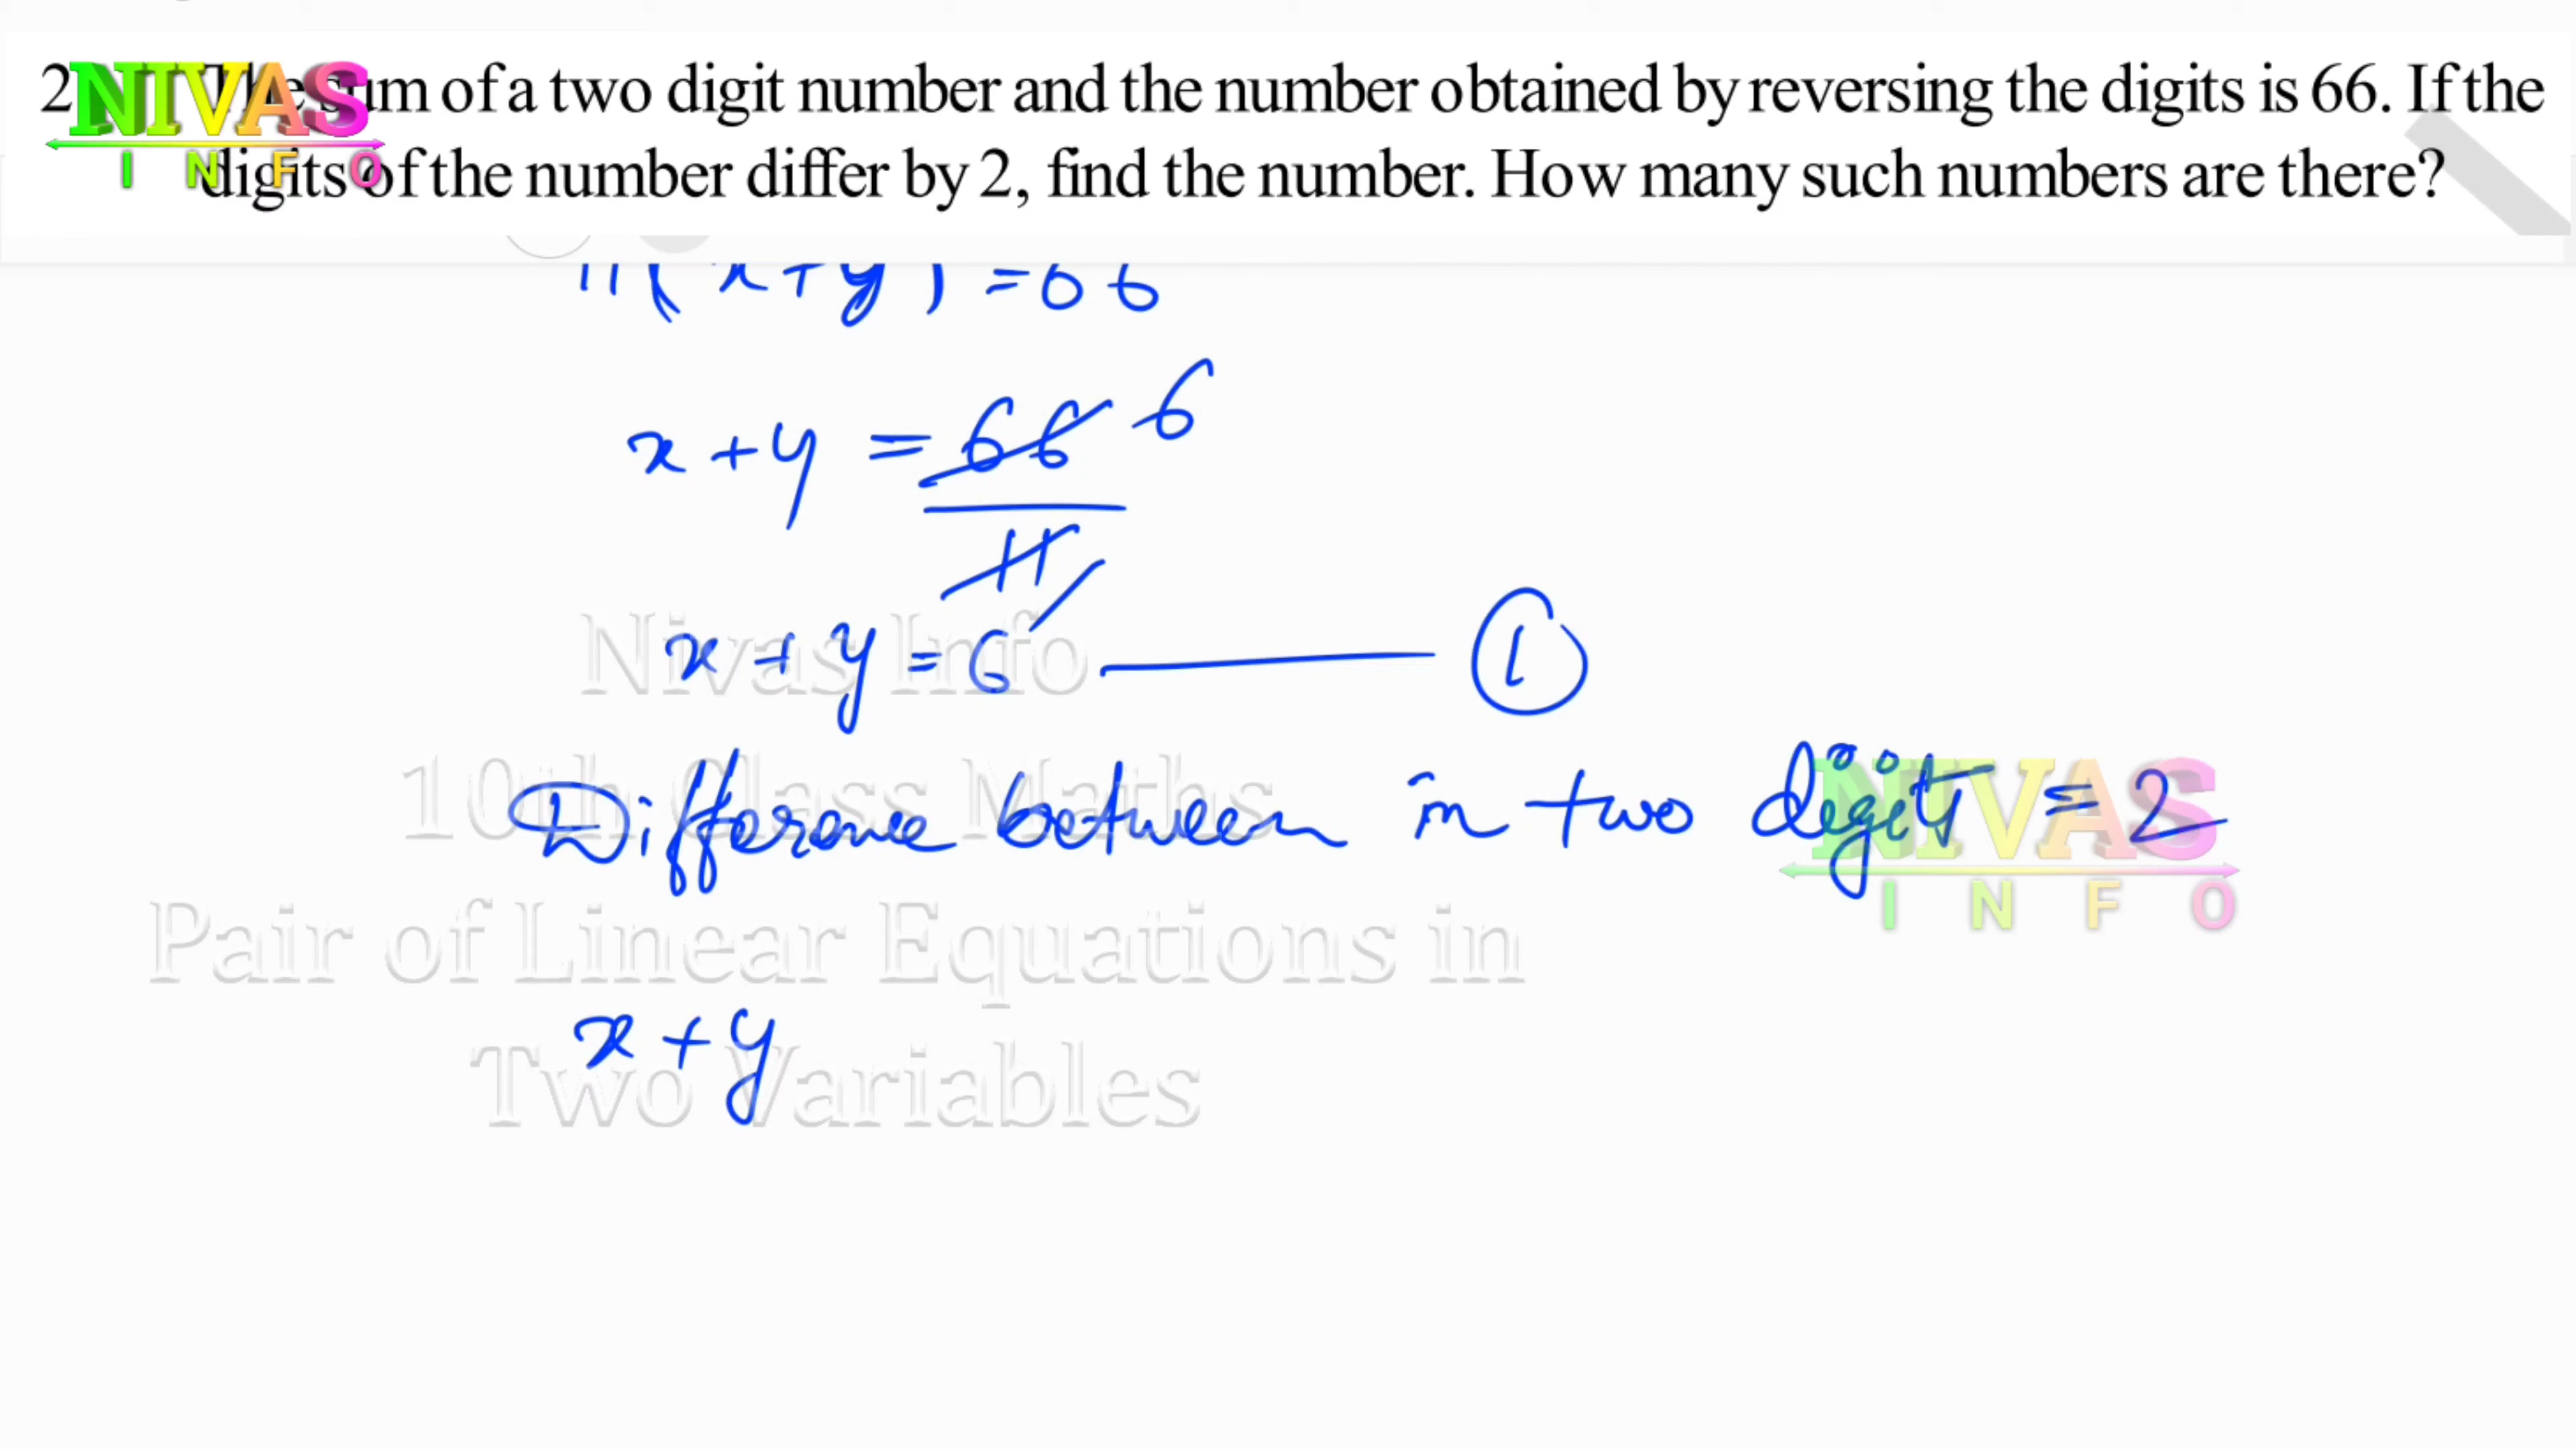 2 The sum of a two digit number and the number obtained by reversing the digits is 66. If the
digits of the number differ by 2, find the number. How many such numbers are there?
NIVAS
INFO
11(x+y)=66
x+y = 66 6
11
x+y=6 ① 
Nivas Info
Difference between in two digits = 2
10th Class Maths
NIVAS
INFO
Pair of Linear Equations in
x+y
Two Variables